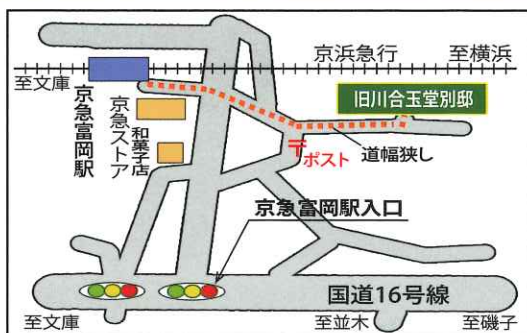 京浜急行
至横浜
至文庫
京急富岡駅
京急ストア
和菓子店
旧川合玉堂別邸
道幅狭し
〒
ポスト
京急富岡駅入口
国道16号線
至文庫
至並木
至磯子